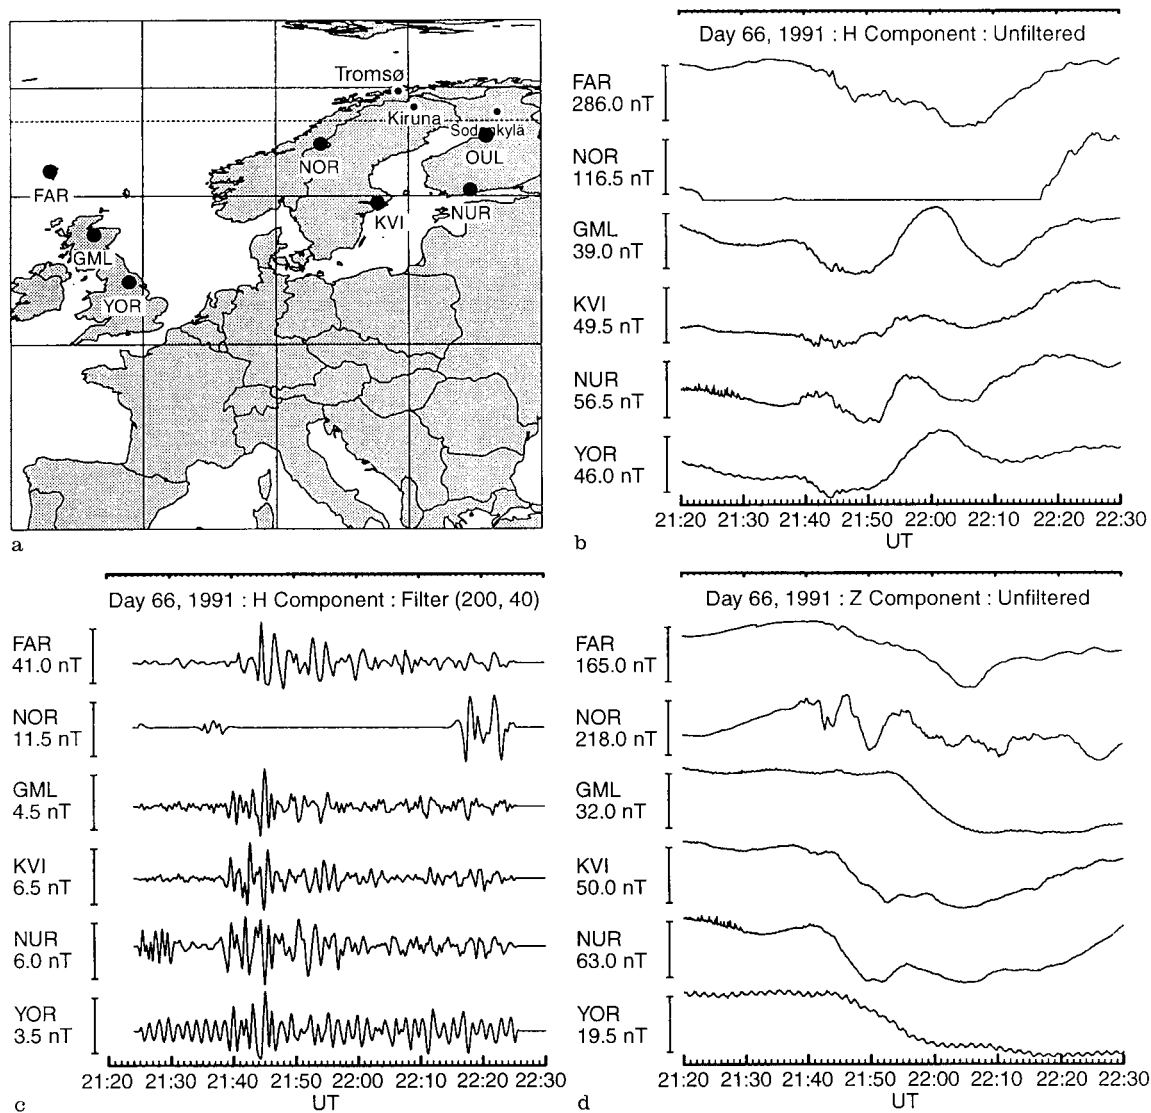 Tromsø
Kiruna
Sodankylä
OUL
NOR
FAR
KVI
NUR
GML
YOR
a
Day 66, 1991 : H Component : Unfiltered
FAR
286.0 nT
NOR
116.5 nT
GML
39.0 nT
KVI
49.5 nT
NUR
56.5 nT
YOR
46.0 nT
21:20 21:30 21:40 21:50 22:00 22:10 22:20 22:30
UT
b
Day 66, 1991 : H Component : Filter (200, 40)
FAR
41.0 nT
NOR
11.5 nT
GML
4.5 nT
KVI
6.5 nT
NUR
6.0 nT
YOR
3.5 nT
21:20 21:30 21:40 21:50 22:00 22:10 22:20 22:30
UT
c
Day 66, 1991 : Z Component : Unfiltered
FAR
165.0 nT
NOR
218.0 nT
GML
32.0 nT
KVI
50.0 nT
NUR
63.0 nT
YOR
19.5 nT
21:20 21:30 21:40 21:50 22:00 22:10 22:20 22:30
UT
d